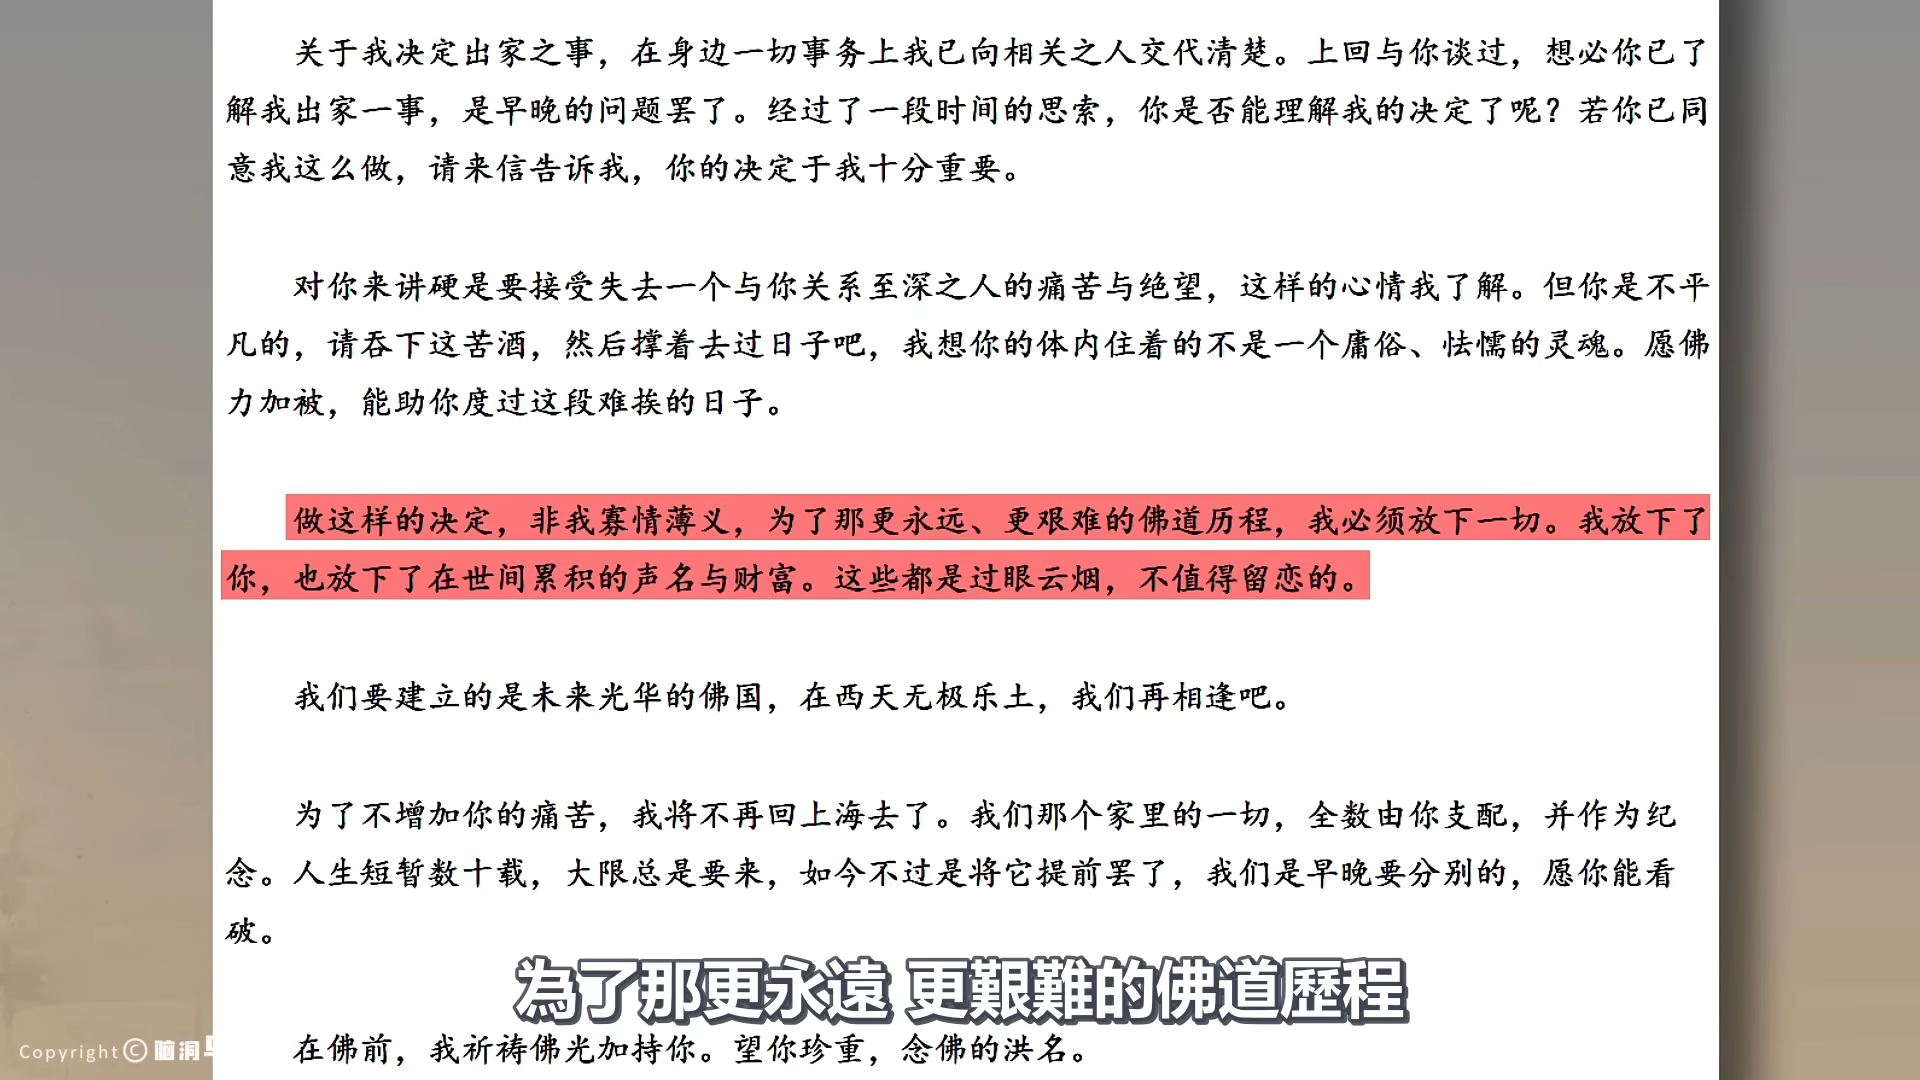 关于我决定出家之事，在身边一切事务上我已向相关之人交代清楚。上回与你谈过，想必你已了
解我出家一事，是早晚的问题罢了。经过了一段时间的思索，你是否能理解我的决定了呢？若你已同
意我这么做，请来信告诉我，你的决定于我十分重要。
对你来讲硬是要接受失去一个与你关系至深之人的痛苦与绝望，这样的心情我了解。但你是不平
凡的，请吞下这苦酒，然后撑着去过日子吧，我想你的体内住着的不是一个庸俗、怯懦的灵魂。愿佛
力加被，能助你度过这段难挨的日子。
做这样的决定，非我寡情薄义，为了那更永远、更艰难的佛道历程，我必须放下一切。我放下了
你，也放下了在世间累积的声名与财富。这些都是过眼云烟，不值得留恋的。
我们要建立的是未来光华的佛国，在西天无极乐土，我们再相逢吧。
为了不增加你的痛苦，我将不再回上海去了。我们那个家里的一切，全数由你支配，并作为纪
念。人生短暂数十载，大限总是要来，如今不过是将它提前罢了，我们是早晚要分别的，愿你能看
破。
為了那更永遠 更艱難的佛道歷程
在佛前，我祈祷佛光加持你。望你珍重，念佛的洪名。
Copyright © 脑洞